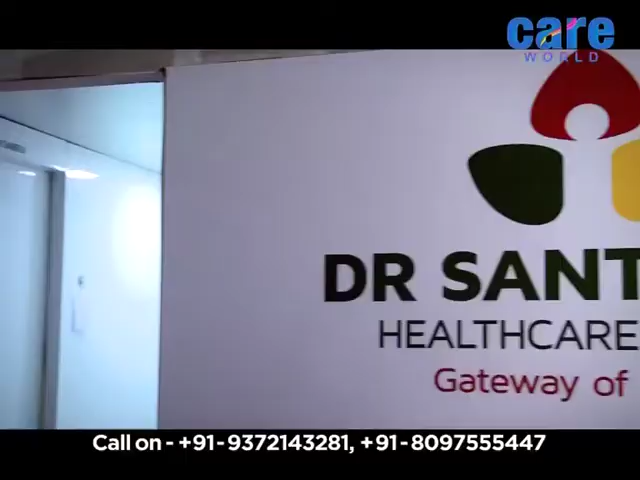 care
WORLD
DR SANT
HEALTHCARE
Gateway of
Call on - +91-9372143281, +91-8097555447